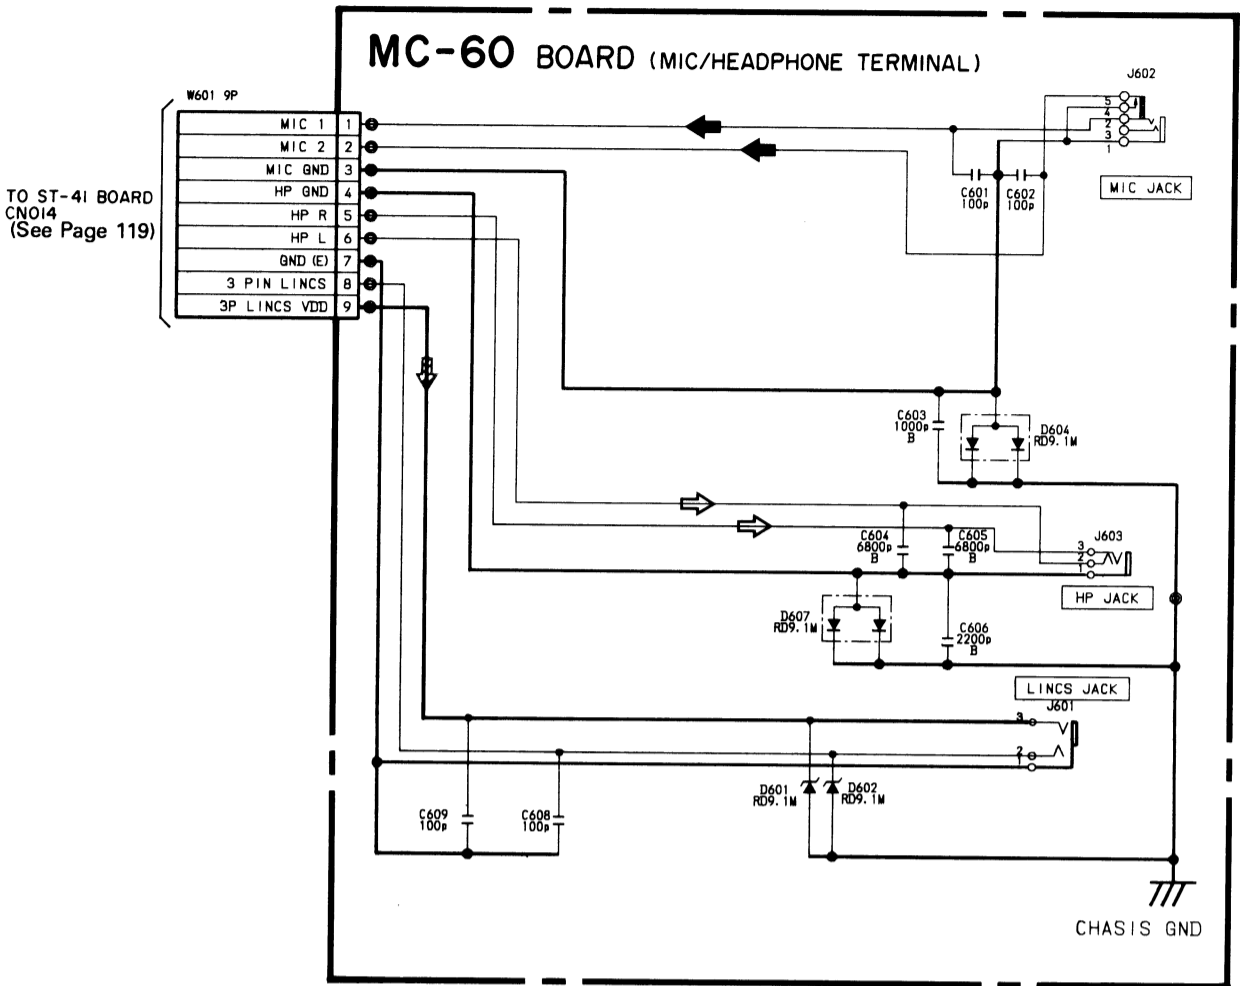 MC-60 BOARD (MIC/HEADPHONE TERMINAL)
W601 9P
MIC 1 1
MIC 2 2
MIC GND 3
HP GND 4
HP R 5
HP L 6
GND (E) 7
3 PIN LINCS 8
3P LINCS VDD 9
TO ST-41 BOARD
CN014
(See Page 119)
J602
5
4
2
3
1
MIC JACK
C601
100p
C602
100p
C603
1000p
B
D604
RD9.1M
C604
6800p
B
C605
6800p
B
J603
3
2
1
HP JACK
D607
RD9.1M
C606
2200p
B
LINCS JACK
J601
3
2
1
D601
RD9.1M
D602
RD9.1M
C609
100p
C608
100p
CHASIS GND